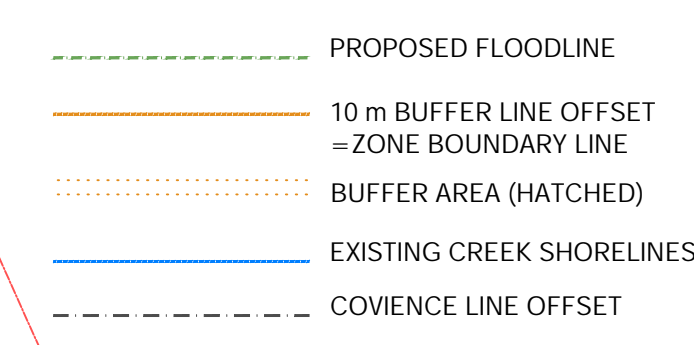 PROPOSED FLOODLINE
10 m BUFFER LINE OFFSET
=ZONE BOUNDARY LINE
BUFFER AREA (HATCHED)
EXISTING CREEK SHORELINES
COVIENCE LINE OFFSET